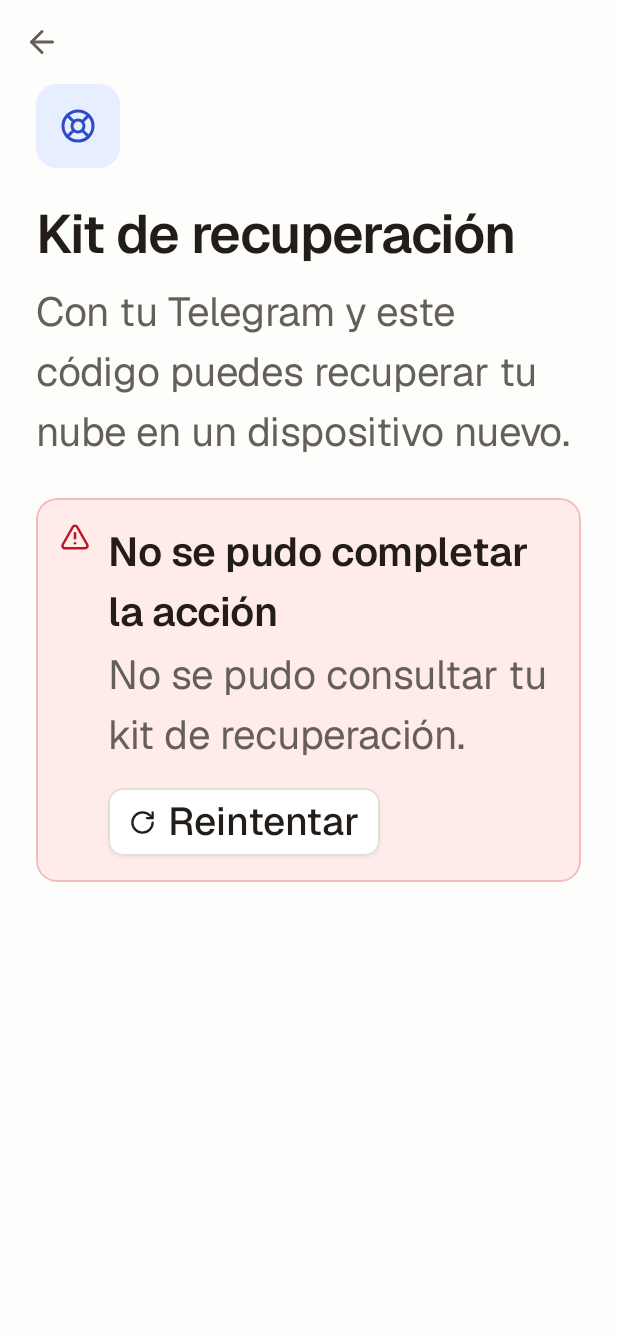 Kit de recuperación
Con tu Telegram y este
código puedes recuperar tu
nube en un dispositivo nuevo.
No se pudo completar
la acción
No se pudo consultar tu
kit de recuperación.
Reintentar